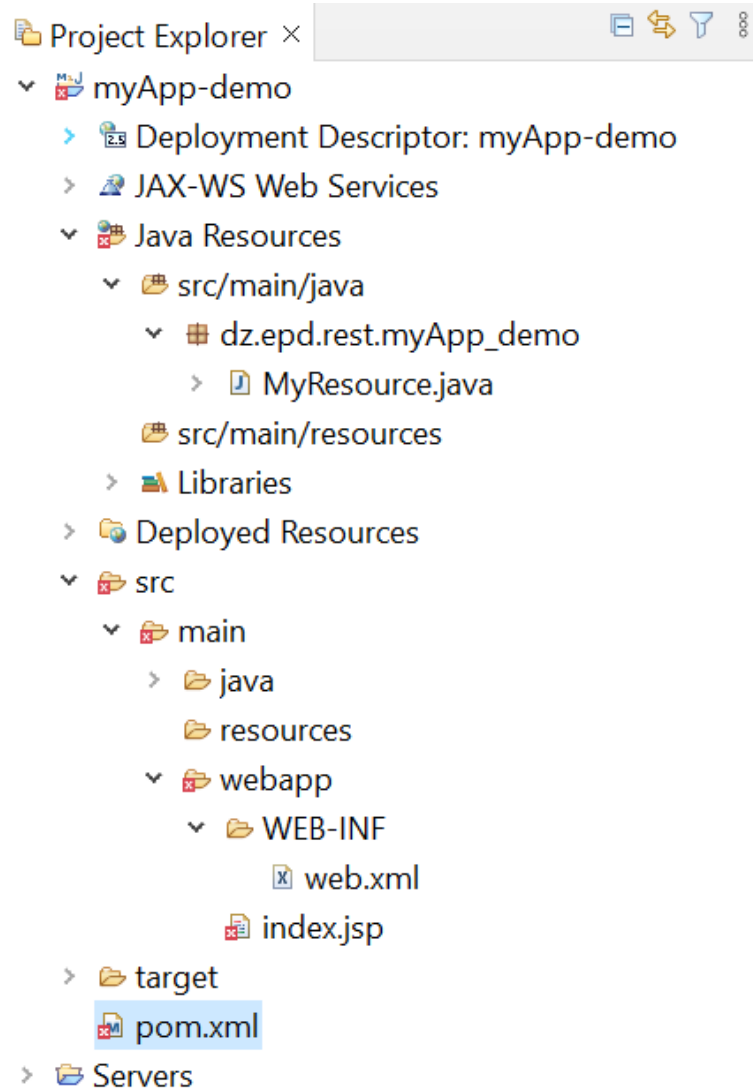 Project Explorer
myApp-demo
Deployment Descriptor: myApp-demo
JAX-WS Web Services
Java Resources
src/main/java
dz.epd.rest.myApp_demo
MyResource.java
src/main/resources
Libraries
Deployed Resources
src
main
java
resources
webapp
WEB-INF
web.xml
index.jsp
target
pom.xml
Servers